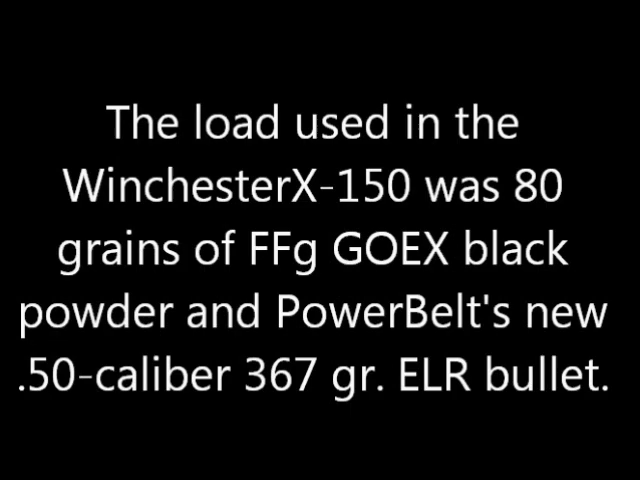 The load used in the
WinchesterX-150 was 80
grains of FFg GOEX black
powder and PowerBelt's new
.50-caliber 367 gr. ELR bullet.